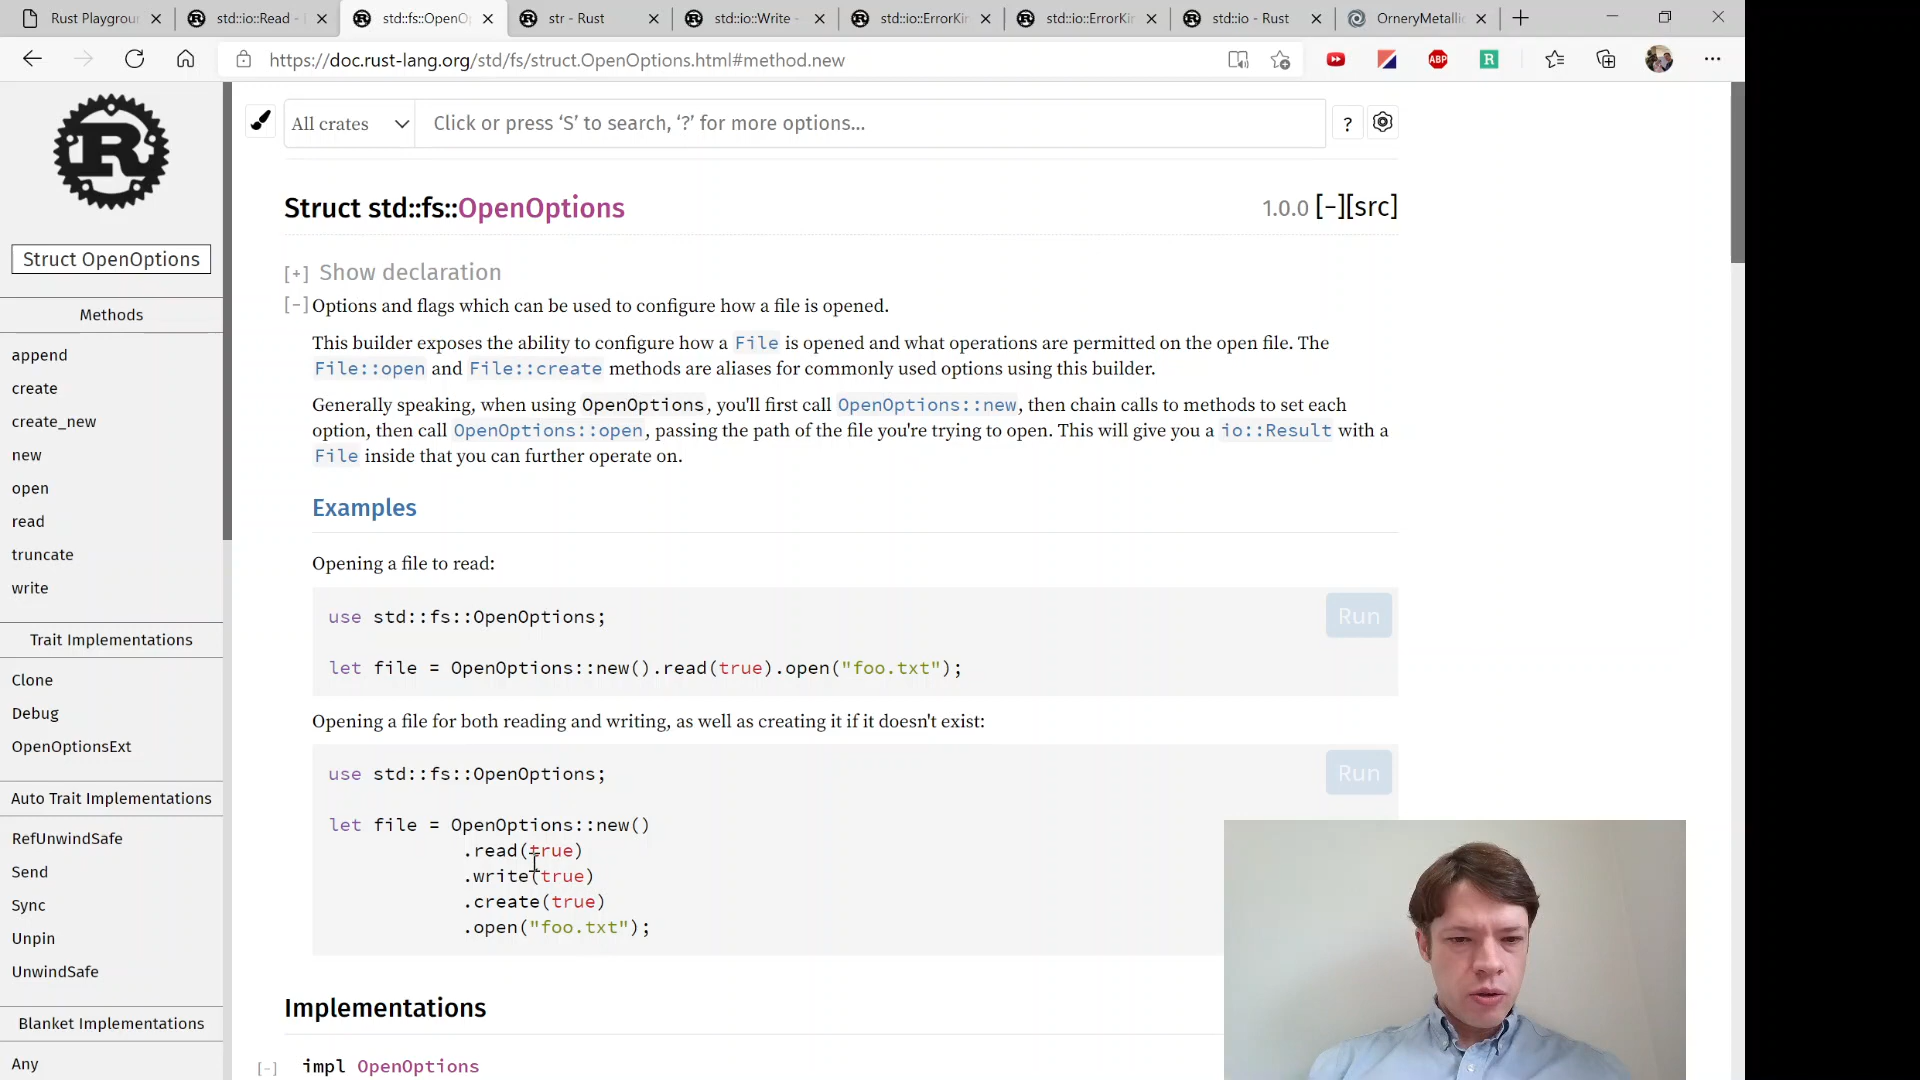 Rust Playgroun
std::io::Read -
std::fs::OpenO
str - Rust
std::io::Write -
std::io::ErrorKin
std::io::ErrorKin
std::io - Rust
OrneryMetallic
https://doc.rust-lang.org/std/fs/struct.OpenOptions.html#method.new
ABP
R
All crates
Click or press ‘S’ to search, ‘?’ for more options…
?
Struct OpenOptions
Methods
append
create
create_new
new
open
read
truncate
write
Trait Implementations
Clone
Debug
OpenOptionsExt
Auto Trait Implementations
RefUnwindSafe
Send
Sync
Unpin
UnwindSafe
Blanket Implementations
Any
Struct std::fs::OpenOptions
1.0.0 [-][src]
[+] Show declaration
[-] Options and flags which can be used to configure how a file is opened.
This builder exposes the ability to configure how a File is opened and what operations are permitted on the open file. The
File::open and File::create methods are aliases for commonly used options using this builder.
Generally speaking, when using OpenOptions, you'll first call OpenOptions::new, then chain calls to methods to set each
option, then call OpenOptions::open, passing the path of the file you're trying to open. This will give you a io::Result with a
File inside that you can further operate on.
Examples
Opening a file to read:
Run
use std::fs::OpenOptions;
let file = OpenOptions::new().read(true).open("foo.txt");
Opening a file for both reading and writing, as well as creating it if it doesn't exist:
Run
use std::fs::OpenOptions;
let file = OpenOptions::new()
.read(true)
.write(true)
.create(true)
.open("foo.txt");
Implementations
[-] impl OpenOptions